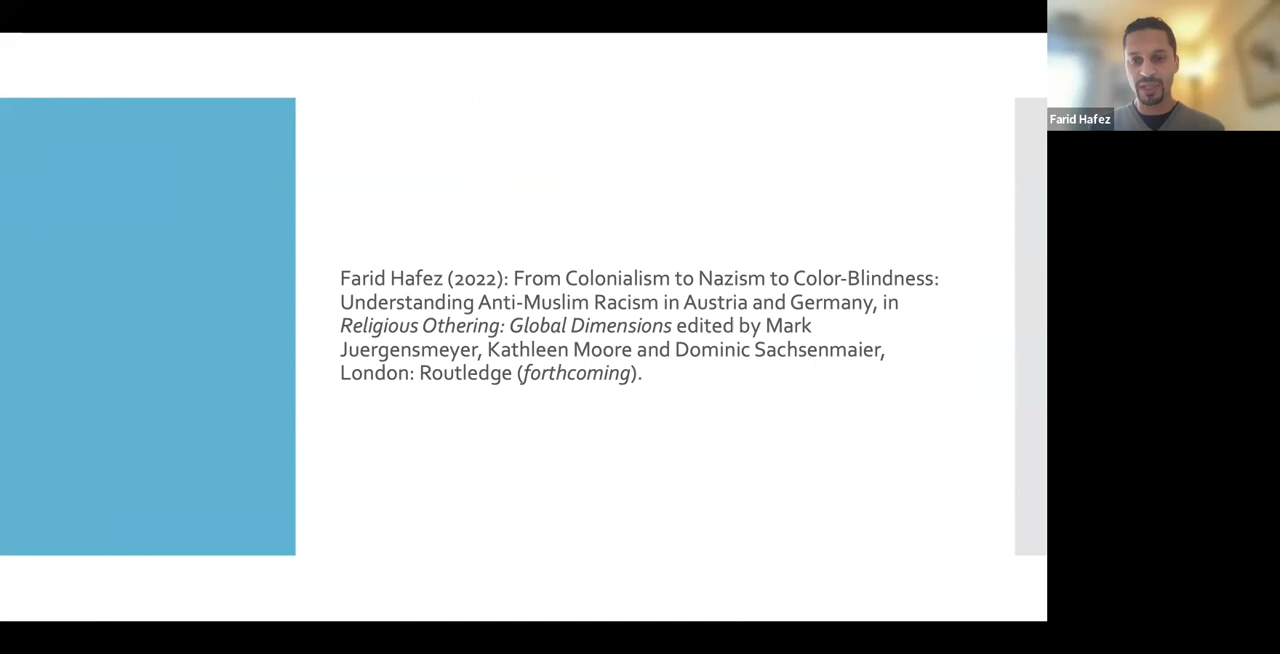 Farid Hafez (2022): From Colonialism to Nazism to Color-Blindness:
Understanding Anti-Muslim Racism in Austria and Germany, in
Religious Othering: Global Dimensions edited by Mark
Juergensmeyer, Kathleen Moore and Dominic Sachsenmaier,
London: Routledge (forthcoming).
Farid Hafez